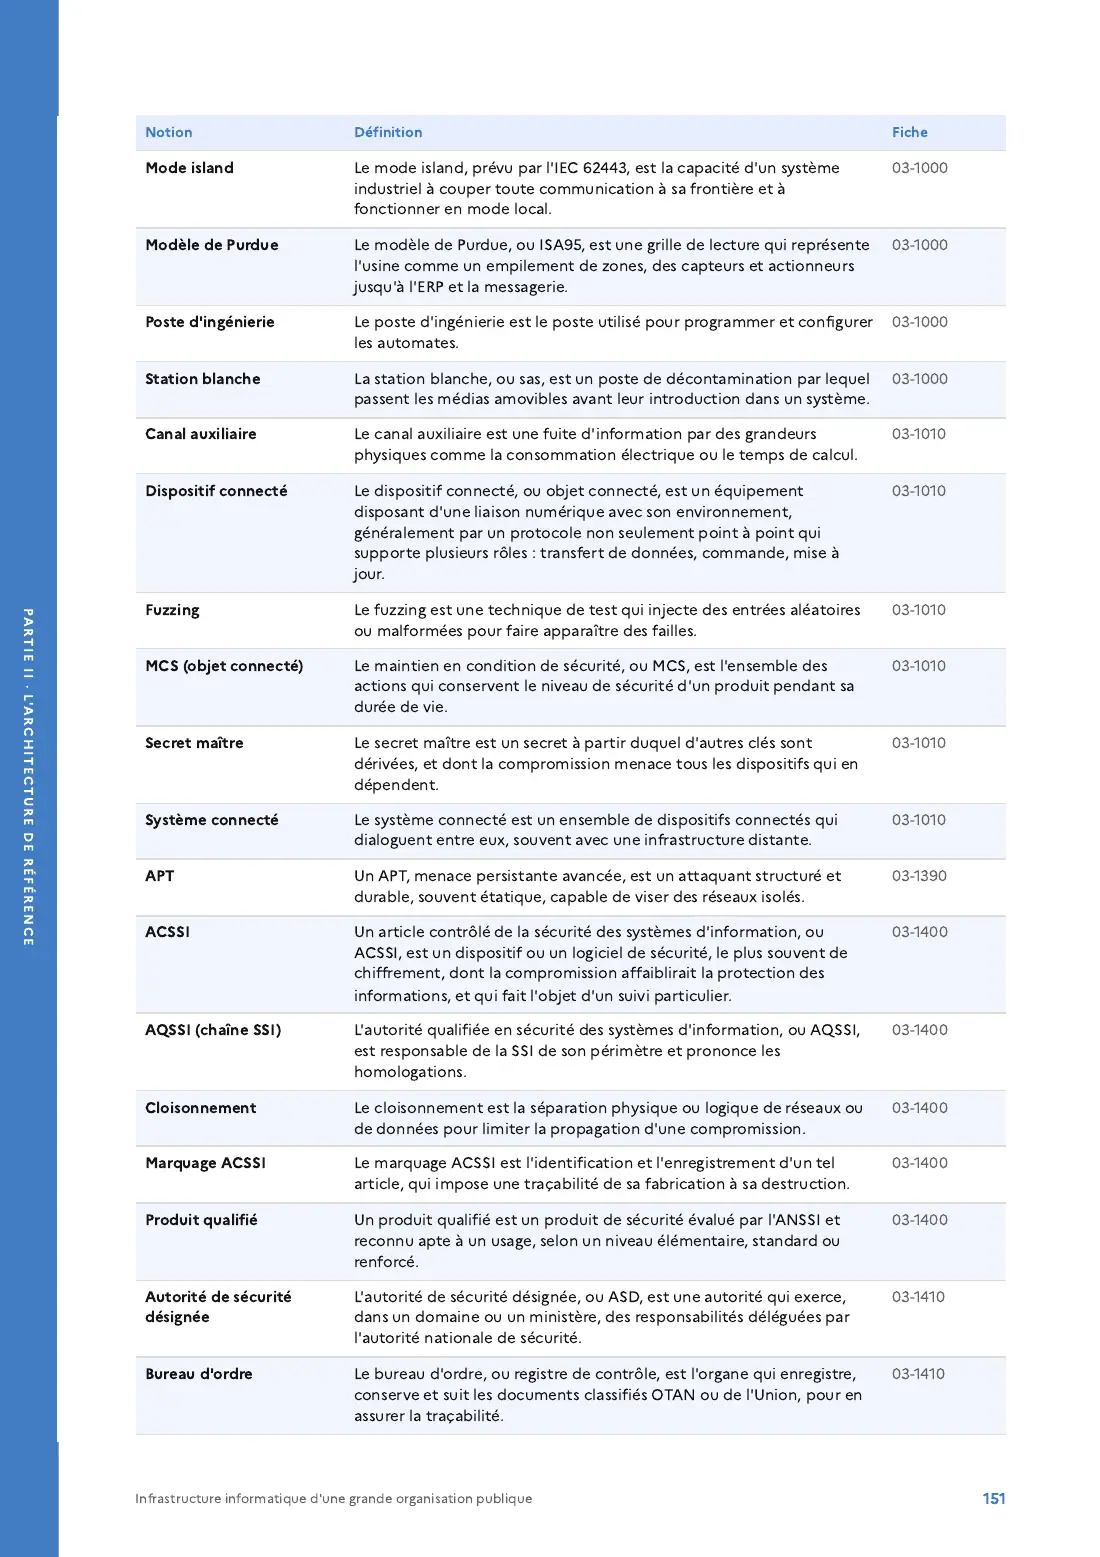 Notion Définition Fiche
Mode island Le mode island, prévu par l'IEC 62443, est la capacité d'un système 03-1000
industriel à couper toute communication à sa frontière et à
fonctionner en mode local.
Modèle de Purdue Le modèle de Purdue, ou ISA95, est une grille de lecture qui représente 03-1000
l'usine comme un empilement de zones, des capteurs et actionneurs
jusqu'à l'ERP et la messagerie.
Poste d'ingénierie Le poste d'ingénierie est le poste utilisé pour programmer et configurer 03-1000
les automates.
Station blanche La station blanche, ou sas, est un poste de décontamination par lequel 03-1000
passent les médias amovibles avant leur introduction dans un système.
Canal auxiliaire Le canal auxiliaire est une fuite d'information par des grandeurs 03-1010
physiques comme la consommation électrique ou le temps de calcul.
Dispositif connecté Le dispositif connecté, ou objet connecté, est un équipement 03-1010
disposant d'une liaison numérique avec son environnement,
généralement par un protocole non seulement point à point qui
supporte plusieurs rôles : transfert de données, commande, mise à
jour.
Fuzzing Le fuzzing est une technique de test qui injecte des entrées aléatoires 03-1010
ou malformées pour faire apparaître des failles.
MCS (objet connecté) Le maintien en condition de sécurité, ou MCS, est l'ensemble des 03-1010
actions qui conservent le niveau de sécurité d'un produit pendant sa
durée de vie.
Secret maître Le secret maître est un secret à partir duquel d'autres clés sont 03-1010
dérivées, et dont la compromission menace tous les dispositifs qui en
dépendent.
Système connecté Le système connecté est un ensemble de dispositifs connectés qui 03-1010
dialoguent entre eux, souvent avec une infrastructure distante.
APT Un APT, menace persistante avancée, est un attaquant structuré et 03-1390
durable, souvent étatique, capable de viser des réseaux isolés.
ACSSI Un article contrôlé de la sécurité des systèmes d'information, ou 03-1400
ACSSI, est un dispositif ou un logiciel de sécurité, le plus souvent de
chiffrement, dont la compromission affaiblirait la protection des
informations, et qui fait l'objet d'un suivi particulier.
AQSSI (chaîne SSI) L'autorité qualifiée en sécurité des systèmes d'information, ou AQSSI, 03-1400
est responsable de la SSI de son périmètre et prononce les
homologations.
Cloisonnement Le cloisonnement est la séparation physique ou logique de réseaux ou 03-1400
de données pour limiter la propagation d'une compromission.
Marquage ACSSI Le marquage ACSSI est l'identification et l'enregistrement d'un tel 03-1400
article, qui impose une traçabilité de sa fabrication à sa destruction.
Produit qualifié Un produit qualifié est un produit de sécurité évalué par l'ANSSI et 03-1400
reconnu apte à un usage, selon un niveau élémentaire, standard ou
renforcé.
Autorité de sécurité L'autorité de sécurité désignée, ou ASD, est une autorité qui exerce, 03-1410
désignée dans un domaine ou un ministère, des responsabilités déléguées par
l'autorité nationale de sécurité.
Bureau d'ordre Le bureau d'ordre, ou registre de contrôle, est l'organe qui enregistre, 03-1410
conserve et suit les documents classifiés OTAN ou de l'Union, pour en
assurer la traçabilité.
PARTIE II · L'ARCHITECTURE DE RÉFÉRENCE
Infrastructure informatique d'une grande organisation publique 151